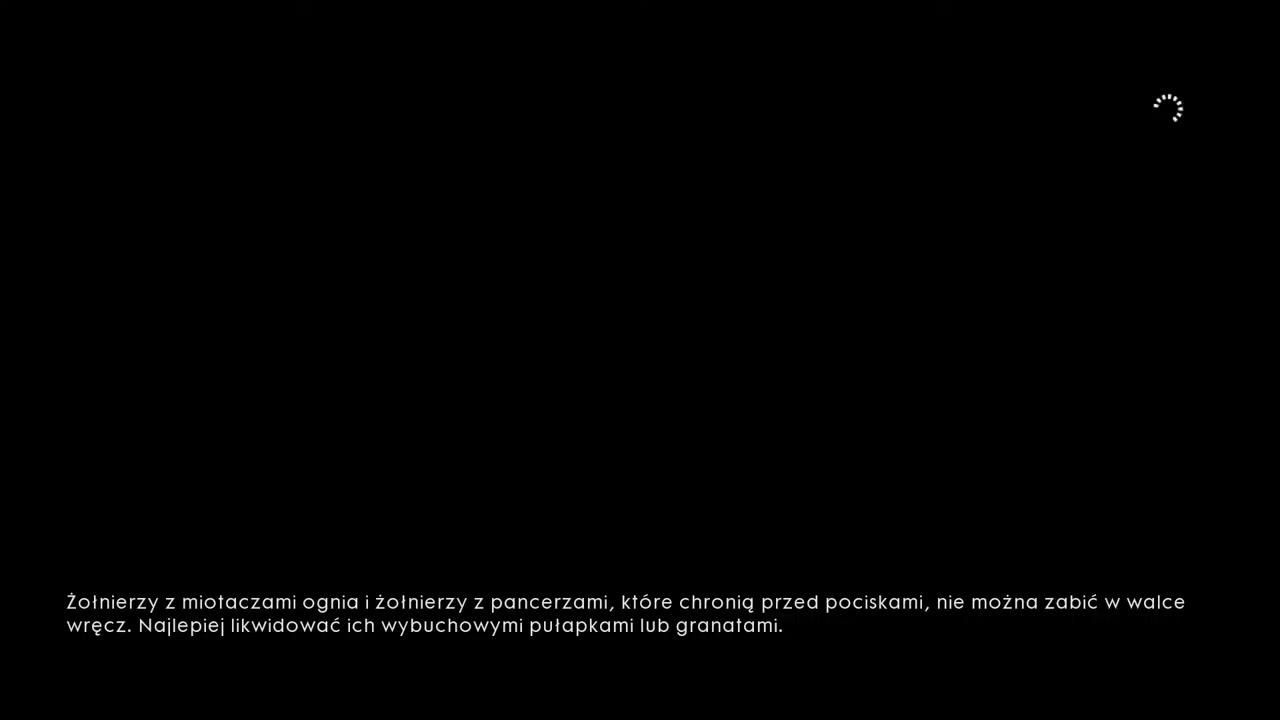 Żołnierzy z miotaczami ognia i żołnierzy z pancerzami, które chronią przed pociskami, nie można zabić w walce
wręcz. Najlepiej likwidować ich wybuchowymi pułapkami lub granatami.